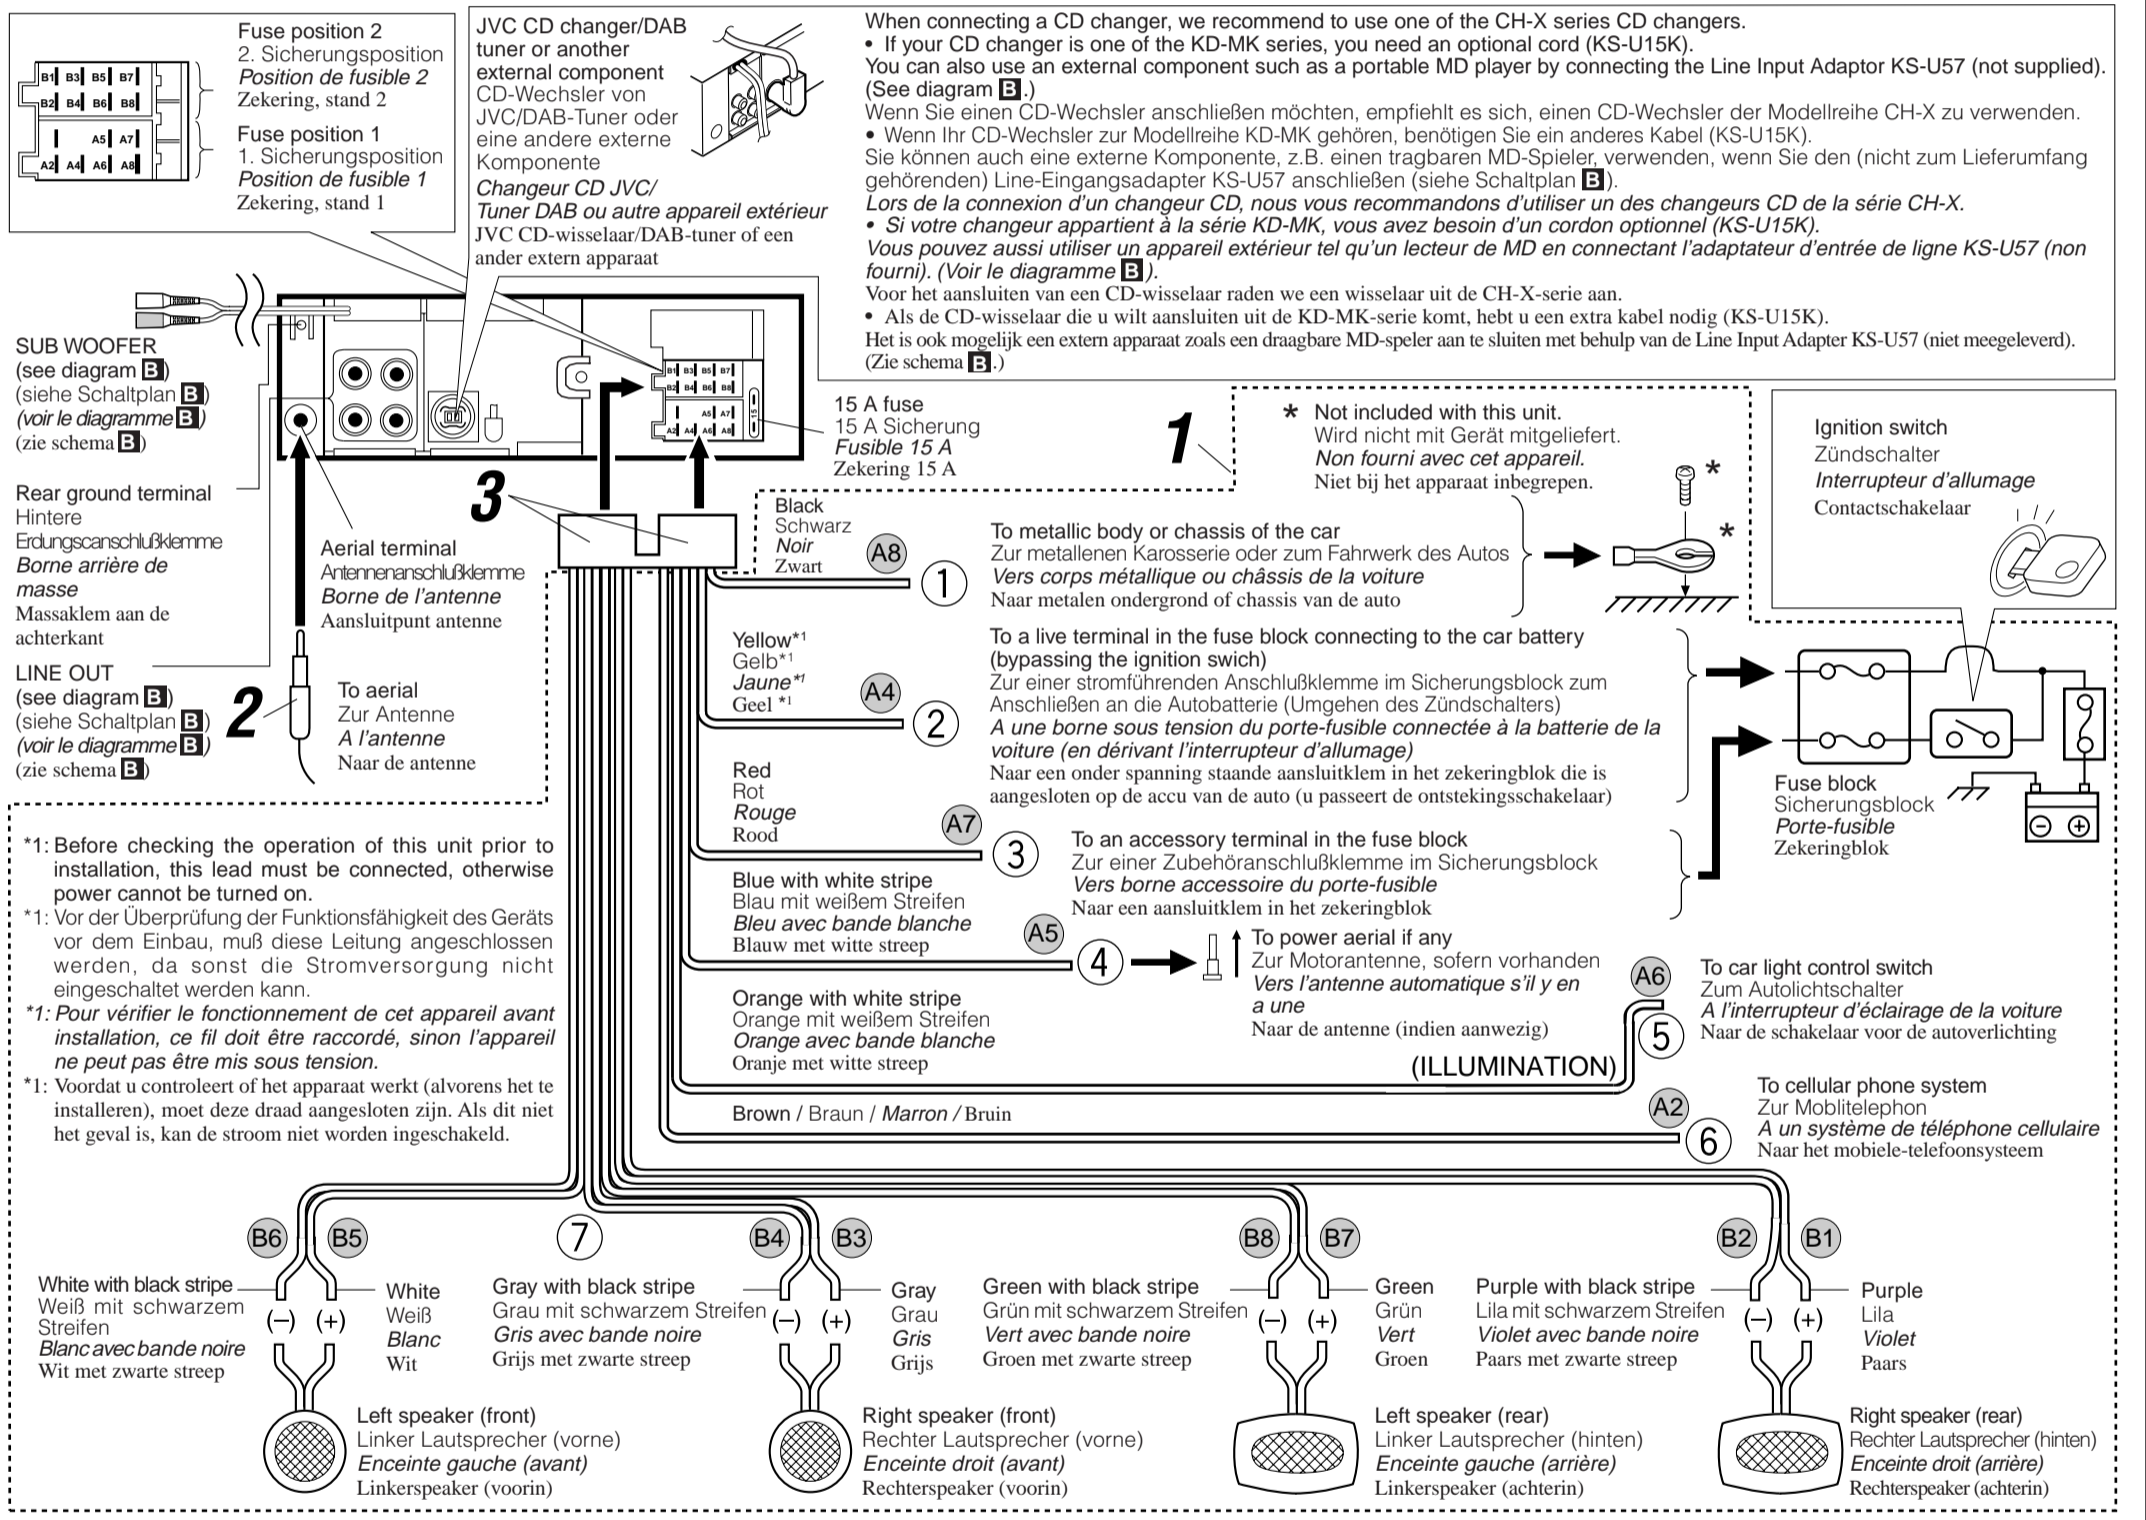 Fuse position 2
2. Sicherungsposition
Position de fusible 2
Zekering, stand 2
Fuse position 1
1. Sicherungsposition
Position de fusible 1
Zekering, stand 1
B1 B3 B5 B7
B2 B4 B6 B8
A5 A7
A2 A4 A6 A8
JVC CD changer/DAB
tuner or another
external component
CD-Wechsler von
JVC/DAB-Tuner oder
eine andere externe
Komponente
Changeur CD JVC/
Tuner DAB ou autre appareil extérieur
JVC CD-wisselaar/DAB-tuner of een
ander extern apparaat
When connecting a CD changer, we recommend to use one of the CH-X series CD changers.
• If your CD changer is one of the KD-MK series, you need an optional cord (KS-U15K).
You can also use an external component such as a portable MD player by connecting the Line Input Adaptor KS-U57 (not supplied).
(See diagram B .)
Wenn Sie einen CD-Wechsler anschließen möchten, empfiehlt es sich, einen CD-Wechsler der Modellreihe CH-X zu verwenden.
• Wenn Ihr CD-Wechsler zur Modellreihe KD-MK gehören, benötigen Sie ein anderes Kabel (KS-U15K).
Sie können auch eine externe Komponente, z.B. einen tragbaren MD-Spieler, verwenden, wenn Sie den (nicht zum Lieferumfang
gehörenden) Line-Eingangsadapter KS-U57 anschließen (siehe Schaltplan B ).
Lors de la connexion d'un changeur CD, nous vous recommandons d'utiliser un des changeurs CD de la série CH-X.
• Si votre changeur appartient à la série KD-MK, vous avez besoin d'un cordon optionnel (KS-U15K).
Vous pouvez aussi utiliser un appareil extérieur tel qu'un lecteur de MD en connectant l'adaptateur d'entrée de ligne KS-U57 (non
fourni). (Voir le diagramme B ).
Voor het aansluiten van een CD-wisselaar raden we een wisselaar uit de CH-X-serie aan.
• Als de CD-wisselaar die u wilt aansluiten uit de KD-MK-serie komt, hebt u een extra kabel nodig (KS-U15K).
Het is ook mogelijk een extern apparaat zoals een draagbare MD-speler aan te sluiten met behulp van de Line Input Adapter KS-U57 (niet meegeleverd).
(Zie schema B .)
SUB WOOFER
(see diagram B )
(siehe Schaltplan B )
(voir le diagramme B )
(zie schema B )
Rear ground terminal
Hintere
Erdungscanschlußklemme
Borne arrière de
masse
Massaklem aan de
achterkant
LINE OUT
(see diagram B )
(siehe Schaltplan B )
(voir le diagramme B )
(zie schema B )
Aerial terminal
Antennenanschlußklemme
Borne de l'antenne
Aansluitpunt antenne
2
To aerial
Zur Antenne
A l'antenne
Naar de antenne
B1 B3 B5 B7
B2 B4 B6 B8
A5 A7
A2 A4 A6 A8
15
15 A fuse
15 A Sicherung
Fusible 15 A
Zekering 15 A
3
1
* Not included with this unit.
Wird nicht mit Gerät mitgeliefert.
Non fourni avec cet appareil.
Niet bij het apparaat inbegrepen.
*
*
Ignition switch
Zündschalter
Interrupteur d'allumage
Contactschakelaar
Black
Schwarz
Noir
Zwart
A8
1
To metallic body or chassis of the car
Zur metallenen Karosserie oder zum Fahrwerk des Autos
Vers corps métallique ou châssis de la voiture
Naar metalen ondergrond of chassis van de auto
Yellow*1
Gelb*1
Jaune*1
Geel *1
A4
2
To a live terminal in the fuse block connecting to the car battery
(bypassing the ignition swich)
Zur einer stromführenden Anschlußklemme im Sicherungsblock zum
Anschließen an die Autobatterie (Umgehen des Zündschalters)
A une borne sous tension du porte-fusible connectée à la batterie de la
voiture (en dérivant l'interrupteur d'allumage)
Naar een onder spanning staande aansluitklem in het zekeringblok die is
aangesloten op de accu van de auto (u passeert de ontstekingsschakelaar)
Fuse block
Sicherungsblock
Porte-fusible
Zekeringblok
Red
Rot
Rouge
Rood
A7
3
To an accessory terminal in the fuse block
Zur einer Zubehöranschlußklemme im Sicherungsblock
Vers borne accessoire du porte-fusible
Naar een aansluitklem in het zekeringblok
Blue with white stripe
Blau mit weißem Streifen
Bleu avec bande blanche
Blauw met witte streep
A5
4
To power aerial if any
Zur Motorantenne, sofern vorhanden
Vers l'antenne automatique s'il y en
a une
Naar de antenne (indien aanwezig)
Orange with white stripe
Orange mit weißem Streifen
Orange avec bande blanche
Oranje met witte streep
(ILLUMINATION)
A6
5
To car light control switch
Zum Autolichtschalter
A l'interrupteur d'éclairage de la voiture
Naar de schakelaar voor de autoverlichting
Brown / Braun / Marron / Bruin
A2
6
To cellular phone system
Zur Moblitelephon
A un système de téléphone cellulaire
Naar het mobiele-telefoonsysteem
*1: Before checking the operation of this unit prior to
installation, this lead must be connected, otherwise
power cannot be turned on.
*1: Vor der Überprüfung der Funktionsfähigkeit des Geräts
vor dem Einbau, muß diese Leitung angeschlossen
werden, da sonst die Stromversorgung nicht
eingeschaltet werden kann.
*1: Pour vérifier le fonctionnement de cet appareil avant
installation, ce fil doit être raccordé, sinon l'appareil
ne peut pas être mis sous tension.
*1: Voordat u controleert of het apparaat werkt (alvorens het te
installeren), moet deze draad aangesloten zijn. Als dit niet
het geval is, kan de stroom niet worden ingeschakeld.
7
B6 B5
White with black stripe
Weiß mit schwarzem
Streifen
Blanc avec bande noire
Wit met zwarte streep
(−) (+)
White
Weiß
Blanc
Wit
Left speaker (front)
Linker Lautsprecher (vorne)
Enceinte gauche (avant)
Linkerspeaker (voorin)
B4 B3
Gray with black stripe
Grau mit schwarzem Streifen
Gris avec bande noire
Grijs met zwarte streep
(−) (+)
Gray
Grau
Gris
Grijs
Right speaker (front)
Rechter Lautsprecher (vorne)
Enceinte droit (avant)
Rechterspeaker (voorin)
B8 B7
Green with black stripe
Grün mit schwarzem Streifen
Vert avec bande noire
Groen met zwarte streep
(−) (+)
Green
Grün
Vert
Groen
Left speaker (rear)
Linker Lautsprecher (hinten)
Enceinte gauche (arrière)
Linkerspeaker (achterin)
B2 B1
Purple with black stripe
Lila mit schwarzem Streifen
Violet avec bande noire
Paars met zwarte streep
(−) (+)
Purple
Lila
Violet
Paars
Right speaker (rear)
Rechter Lautsprecher (hinten)
Enceinte droit (arrière)
Rechterspeaker (achterin)